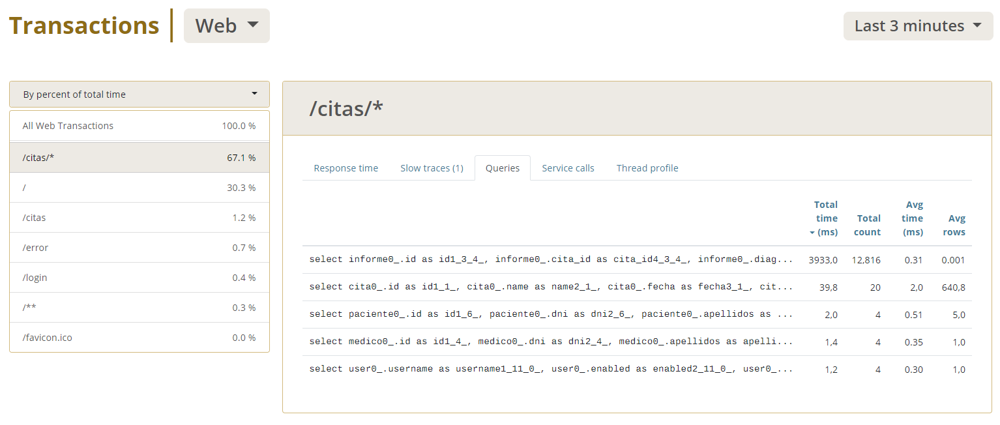 Transactions Web Last 3 minutes
By percent of total time
All Web Transactions 100.0 %
/citas/* 67.1 %
/ 30.3 %
/citas 1.2 %
/error 0.7 %
/login 0.4 %
/** 0.3 %
/favicon.ico 0.0 %
/citas/*
Response time Slow traces (1) Queries Service calls Thread profile
Total time (ms) Total count Avg time (ms) Avg rows
select informe0_.id as id1_3_4_, informe0_.cita_id as cita_id4_3_4_, informe0_.diag... 3933,0 12,816 0.31 0.001
select cita0_.id as id1_1_, cita0_.name as name2_1_, cita0_.fecha as fecha3_1_, cit... 39,8 20 2,0 640,8
select paciente0_.id as id1_6_, paciente0_.dni as dni2_6_, paciente0_.apellidos as ... 2,0 4 0.51 5,0
select medico0_.id as id1_4_, medico0_.dni as dni2_4_, medico0_.apellidos as apelli... 1,4 4 0.35 1,0
select user0_.username as username1_11_0_, user0_.enabled as enabled2_11_0_, user0_... 1,2 4 0.30 1,0